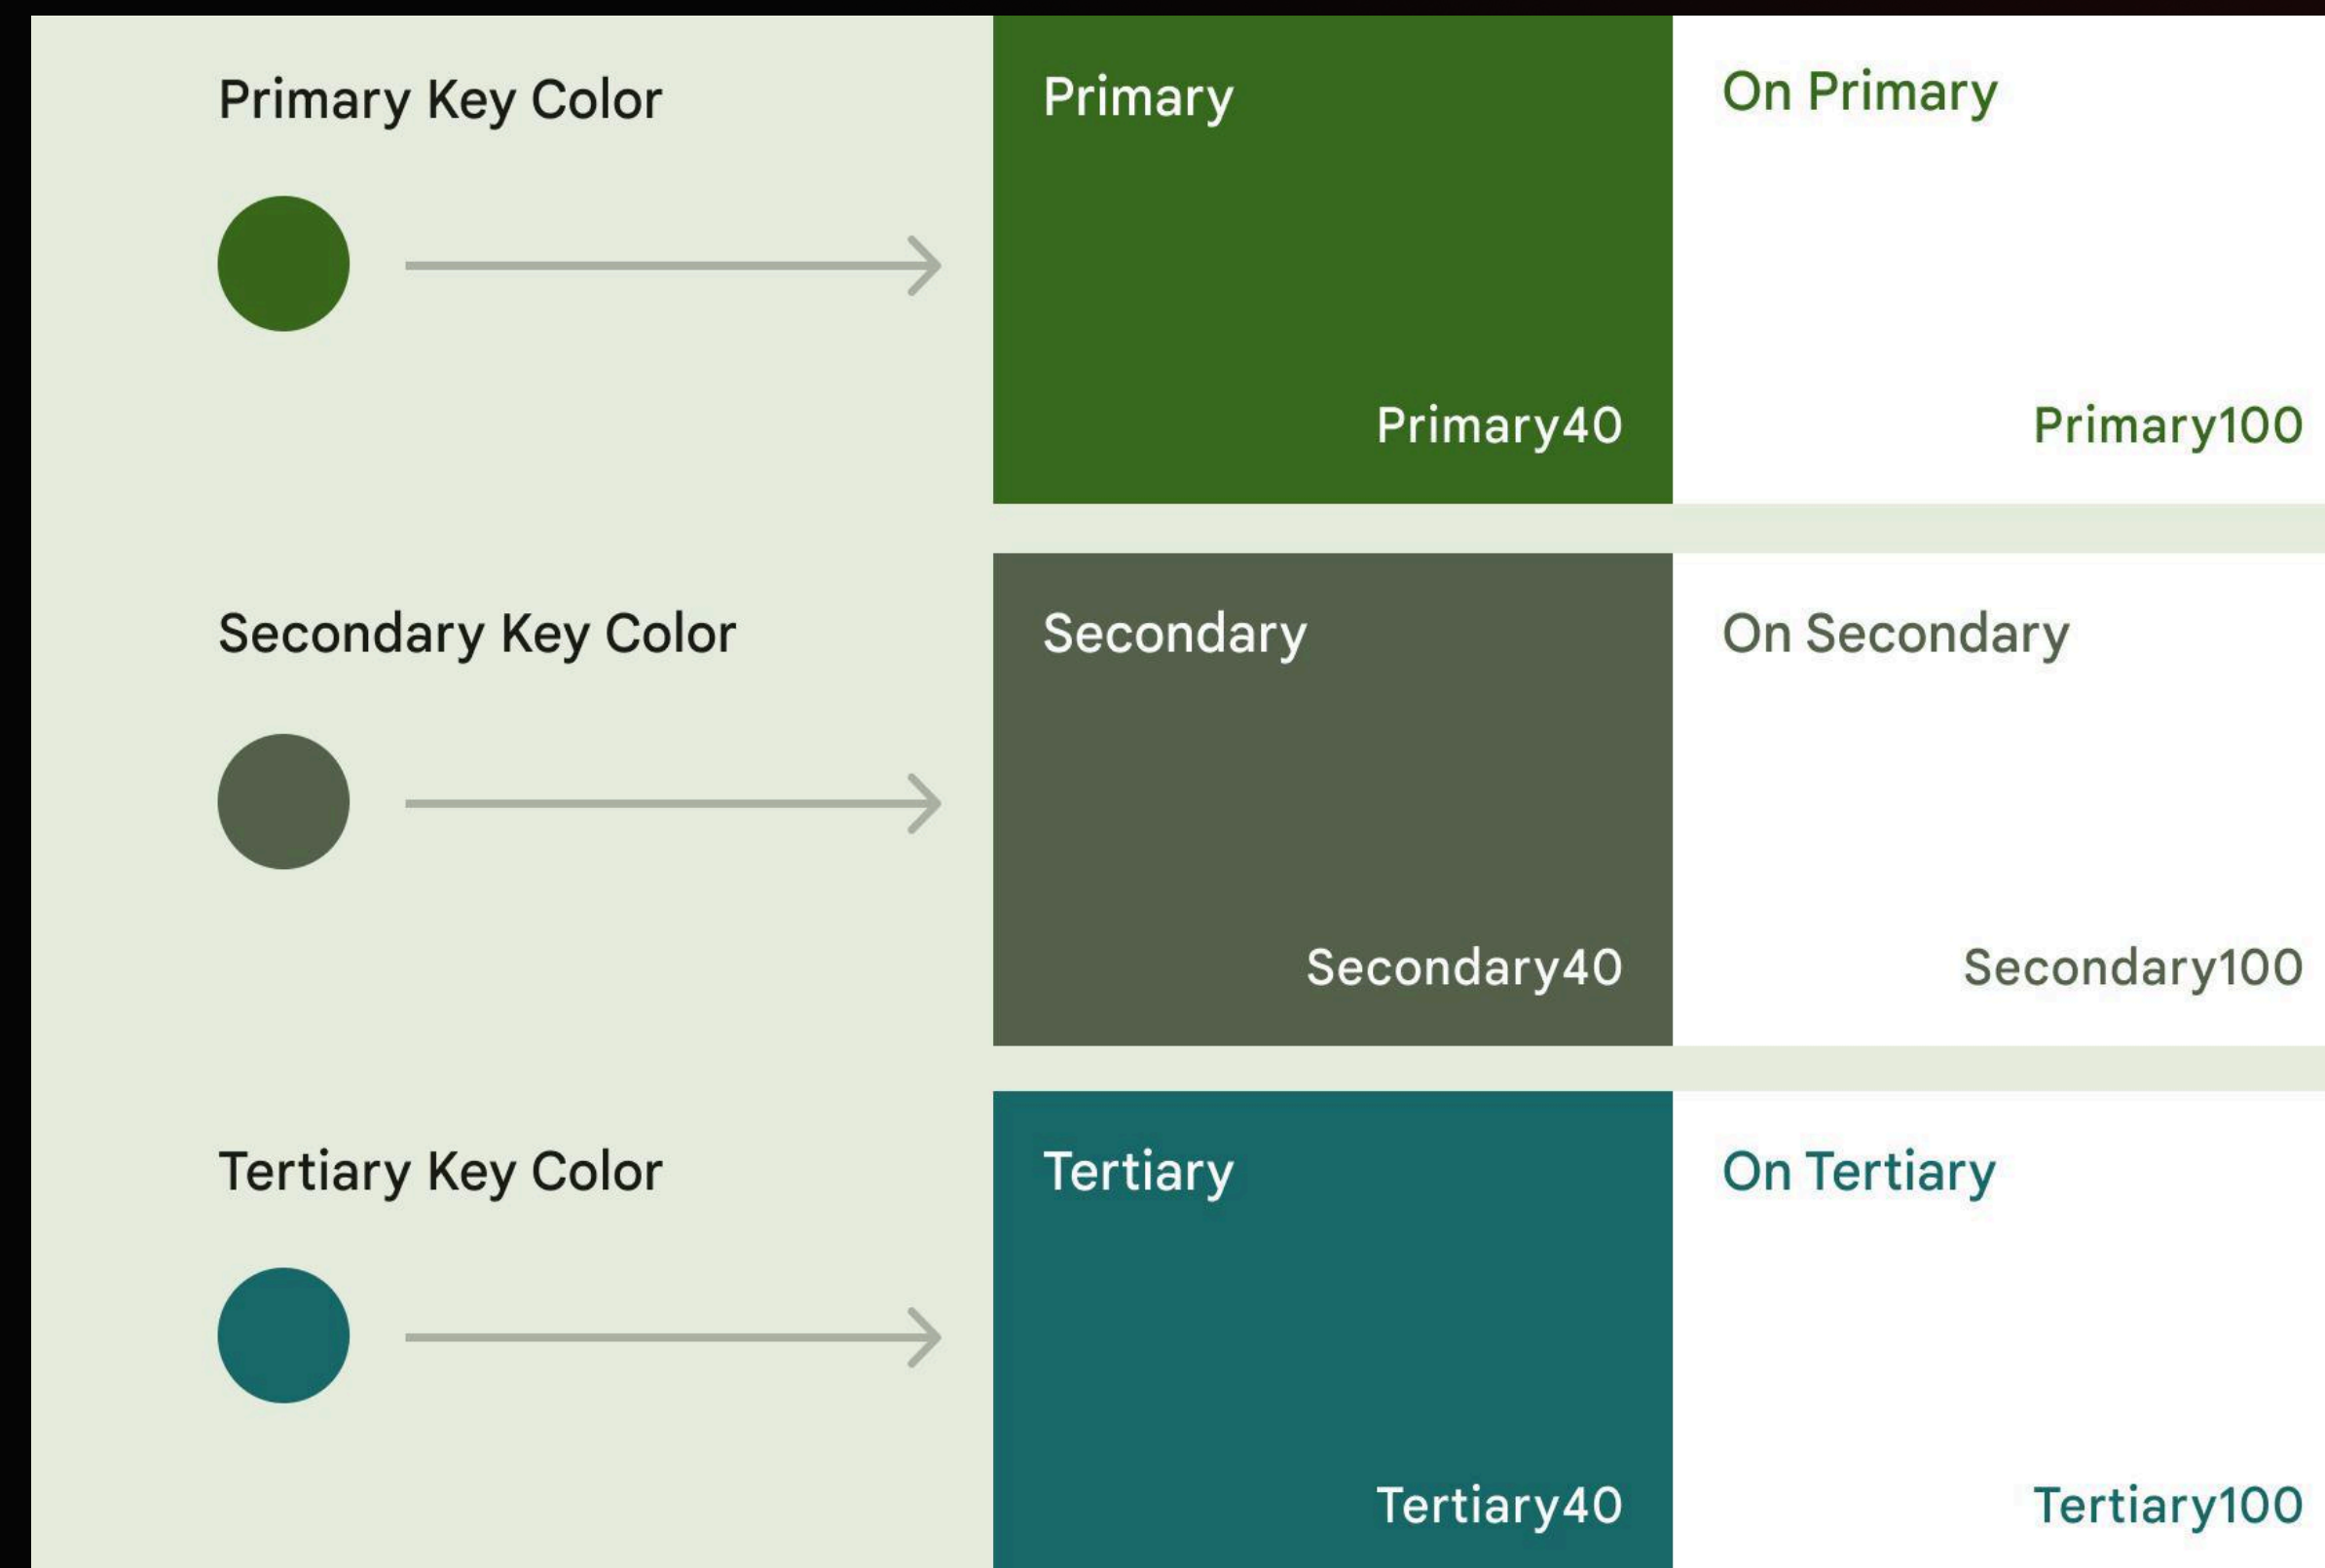 Primary Key Color
Primary
On Primary
Primary40
Primary100
Secondary Key Color
Secondary
On Secondary
Secondary40
Secondary100
Tertiary Key Color
Tertiary
On Tertiary
Tertiary40
Tertiary100